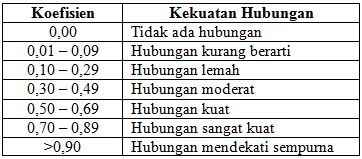 Koefisien Kekuatan Hubungan
0,00 Tidak ada hubungan
0,01 – 0,09 Hubungan kurang berarti
0,10 – 0,29 Hubungan lemah
0,30 – 0,49 Hubungan moderat
0,50 – 0,69 Hubungan kuat
0,70 – 0,89 Hubungan sangat kuat
>0,90 Hubungan mendekati sempurna